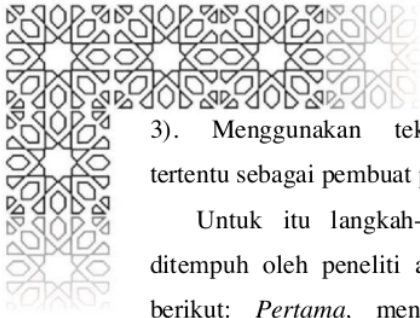 3). Menggunakan tek
tertentu sebagai pembuat
Untuk itu langkah-
ditempuh oleh peneliti a
berikut: Pertama, men